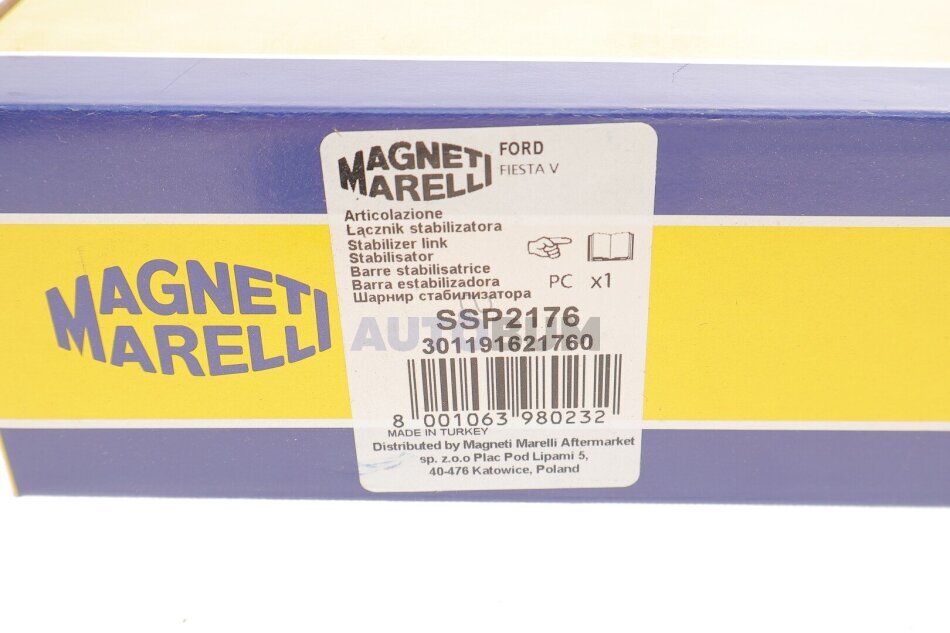 MAGNETI
MARELLI
MAGNETI
MARELLI
FORD
FIESTA V
Articolazione
Łącznik stabilizatora
Stabilizer link
Stabilisator
Barre stabilisatrice
Barra estabilizadora
Шарнир стабилизатора
PC x1
SSP2176
AUTODUM
301191621760
8 001063 980232
MADE IN TURKEY
Distributed by Magneti Marelli Aftermarket
sp. z.o.o Plac Pod Lipami 5,
40-476 Katowice, Poland